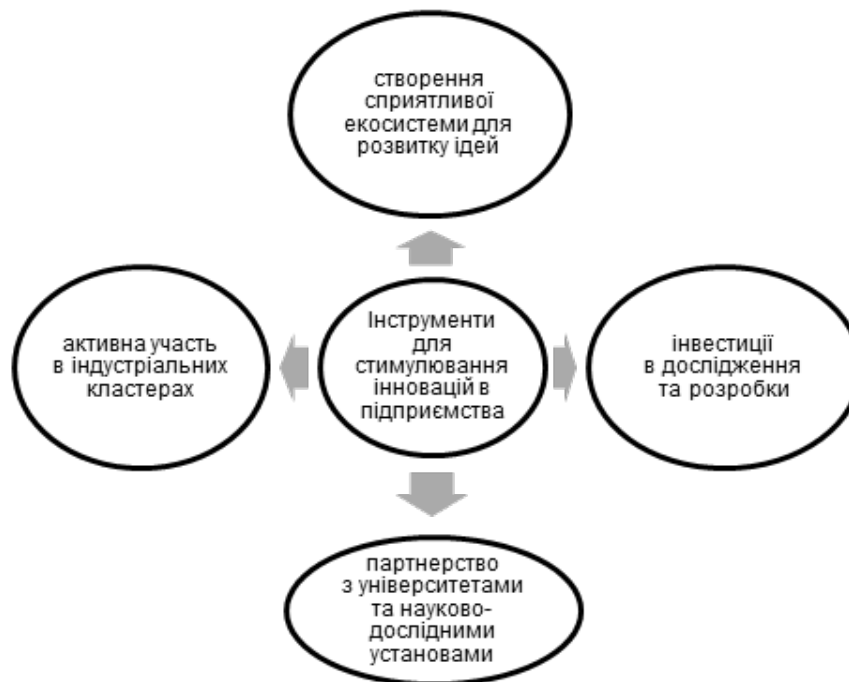 створення
сприятливої
екосистеми для
розвитку ідей
активна участь
в індустріальних
кластерах
Інструменти
для
стимулювання
інновацій в
підприємства
інвестиції
в дослідження
та розробки
партнерство
з університетами
та науково-
дослідними
установами